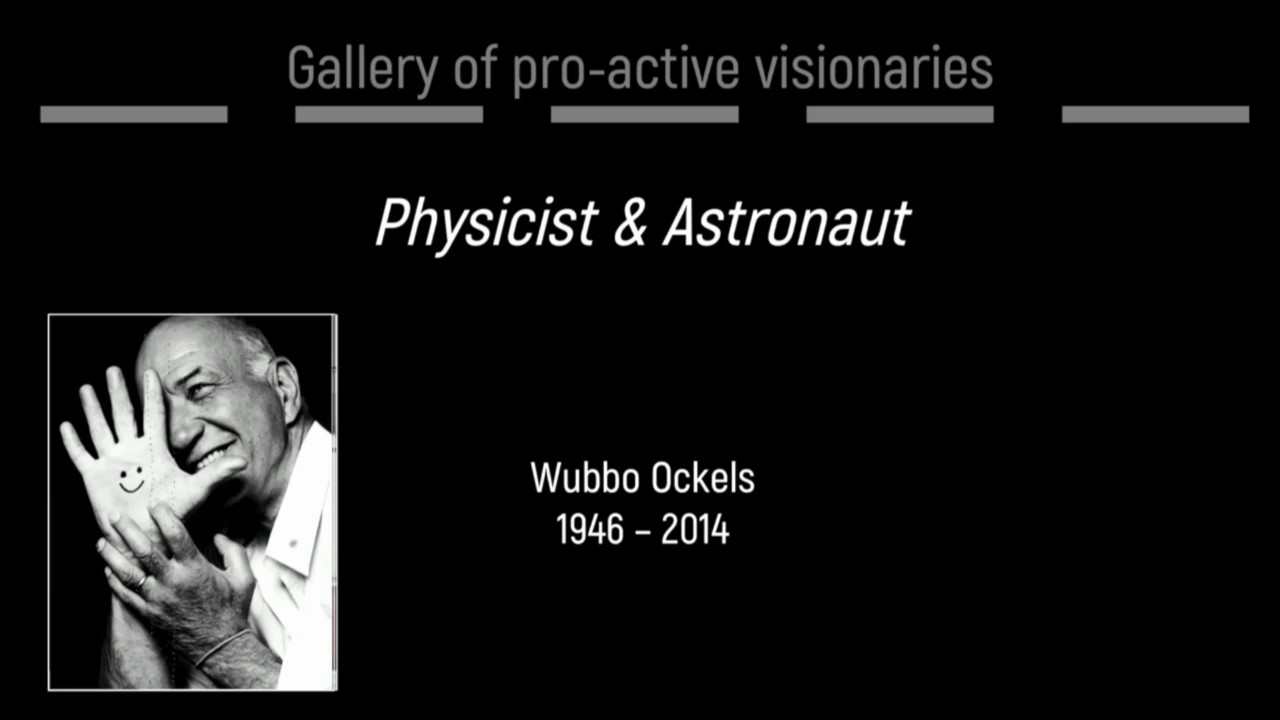 Gallery of pro-active visionaries
Physicist & Astronaut
Wubbo Ockels
1946 – 2014